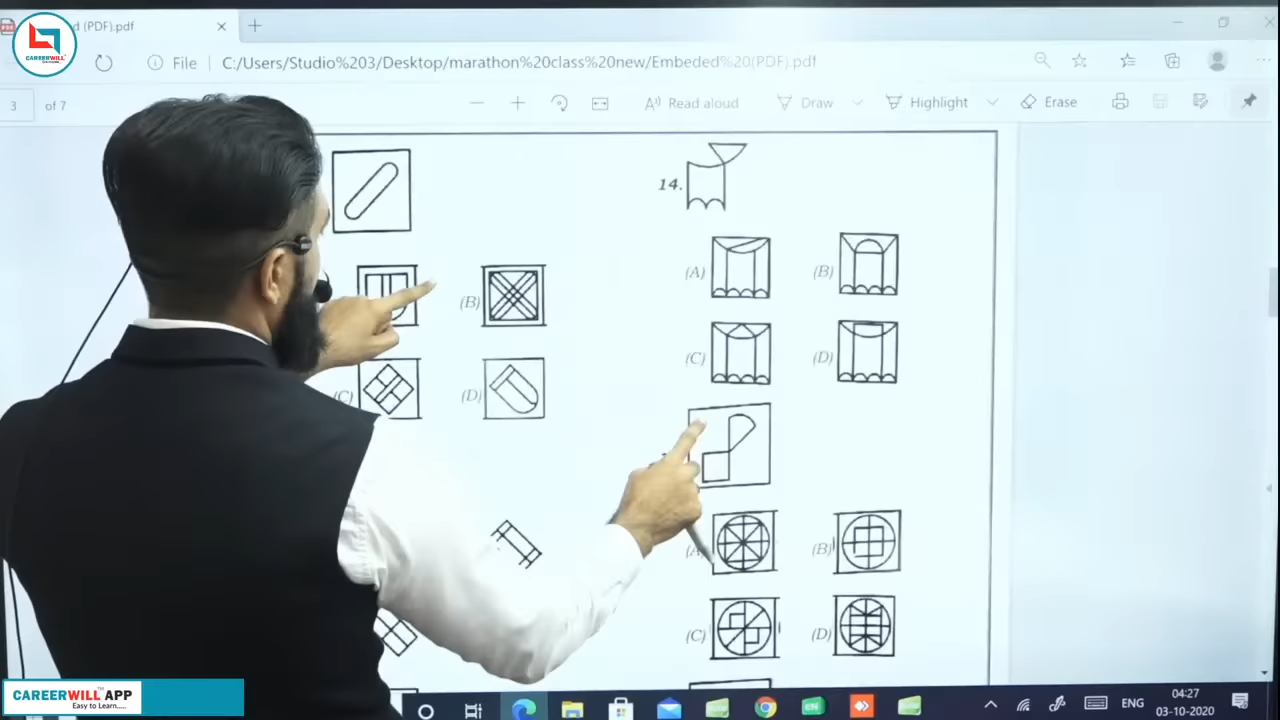 d (PDF).pdf
CAREERWILL
File
C:/Users/Studio%203/Desktop/marathon%20class%20new/Embeded%20(PDF).pdf
3 of 7
Read aloud
Draw
Highlight
Erase
14.
(A)
(B)
(B)
(C)
(D)
(C)
(D)
(A)
(B)
(C)
(D)
CAREERWILL APP
Easy to Learn.....
ENG
04:27
03-10-2020